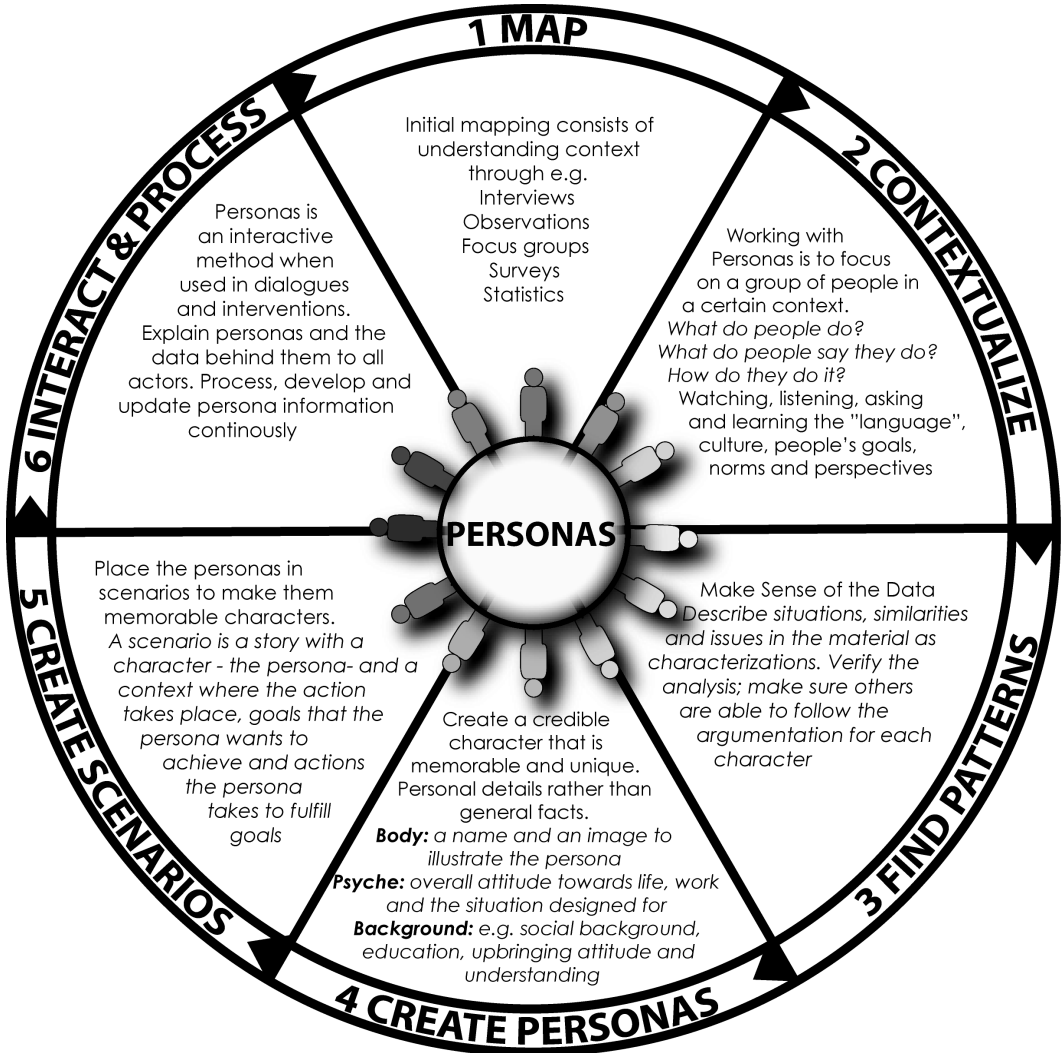 1 MAP
Initial mapping consists of
understanding context
through e.g.
Interviews
Observations
Focus groups
Surveys
Statistics
2 CONTEXTUALIZE
Working with
Personas is to focus
on a group of people in
a certain context.
What do people do?
What do people say they do?
How do they do it?
Watching, listening, asking
and learning the ”language”,
culture, people’s goals,
norms and perspectives
3 FIND PATTERNS
Make Sense of the Data
Describe situations, similarities
and issues in the material as
characterizations. Verify the
analysis; make sure others
are able to follow the
argumentation for each
character
4 CREATE PERSONAS
Create a credible
character that is
memorable and unique.
Personal details rather than
general facts.
Body: a name and an image to
illustrate the persona
Psyche: overall attitude towards life, work
and the situation designed for
Background: e.g. social background,
education, upbringing attitude and
understanding
5 CREATE SCENARIOS
Place the personas in
scenarios to make them
memorable characters.
A scenario is a story with a
character - the persona- and a
context where the action
takes place, goals that the
persona wants to
achieve and actions
the persona
takes to fulfill
goals
6 INTERACT & PROCESS
Personas is
an interactive
method when
used in dialogues
and interventions.
Explain personas and the
data behind them to all
actors. Process, develop and
update persona information
continously
PERSONAS